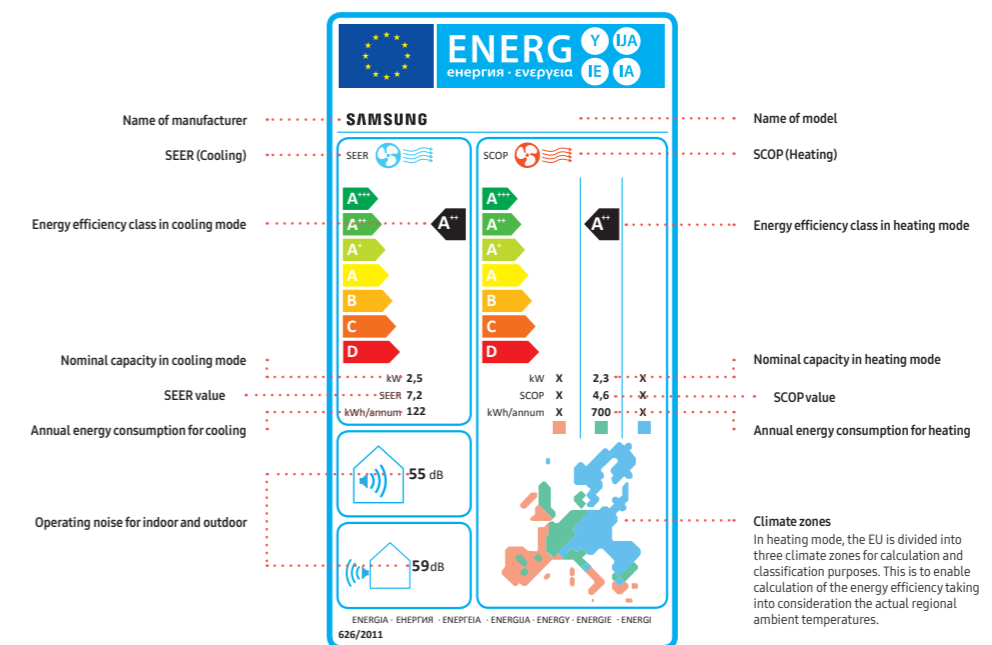 ENERG Y IJA
енергия · ενεργεια IE IA
Name of manufacturer
SAMSUNG
Name of model
SEER (Cooling)
SEER
SCOP
SCOP (Heating)
A+++
A++
A+
A
B
C
D
A++
Energy efficiency class in cooling mode
A+++
A++
A+
A
B
C
D
A++
Energy efficiency class in heating mode
Nominal capacity in cooling mode
kW 2,5
SEER value
SEER 7,2
Annual energy consumption for cooling
kWh/annum 122
kW X 2,3 X
Nominal capacity in heating mode
SCOP X 4,6 X
SCOP value
kWh/annum X 700 X
Annual energy consumption for heating
55 dB
Operating noise for indoor and outdoor
59 dB
Climate zones
In heating mode, the EU is divided into
three climate zones for calculation and
classification purposes. This is to enable
calculation of the energy efficiency taking
into consideration the actual regional
ambient temperatures.
ENERGIA · ЕНЕРГИЯ · ΕΝΕΡΓΕΙΑ · ENERGIJA · ENERGY · ENERGIE · ENERGI
626/2011